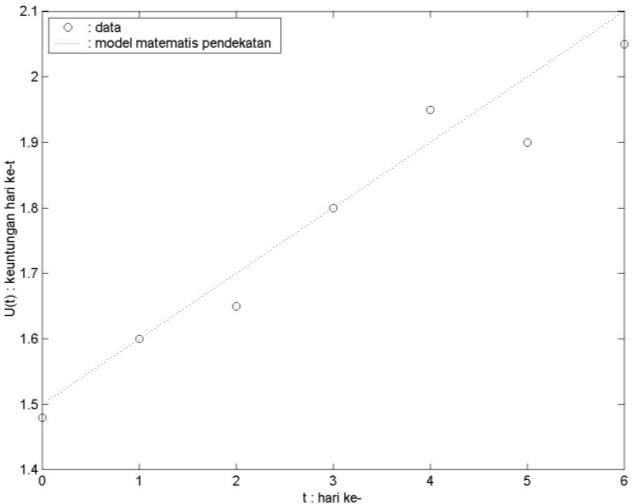 2.1
: data
: model matematis pendekatan
2
1.9
1.8
1.7
1.6
1.5
1.4
U(t) : keuntungan hari ke-t
0 1 2 3 4 5 6
t : hari ke-